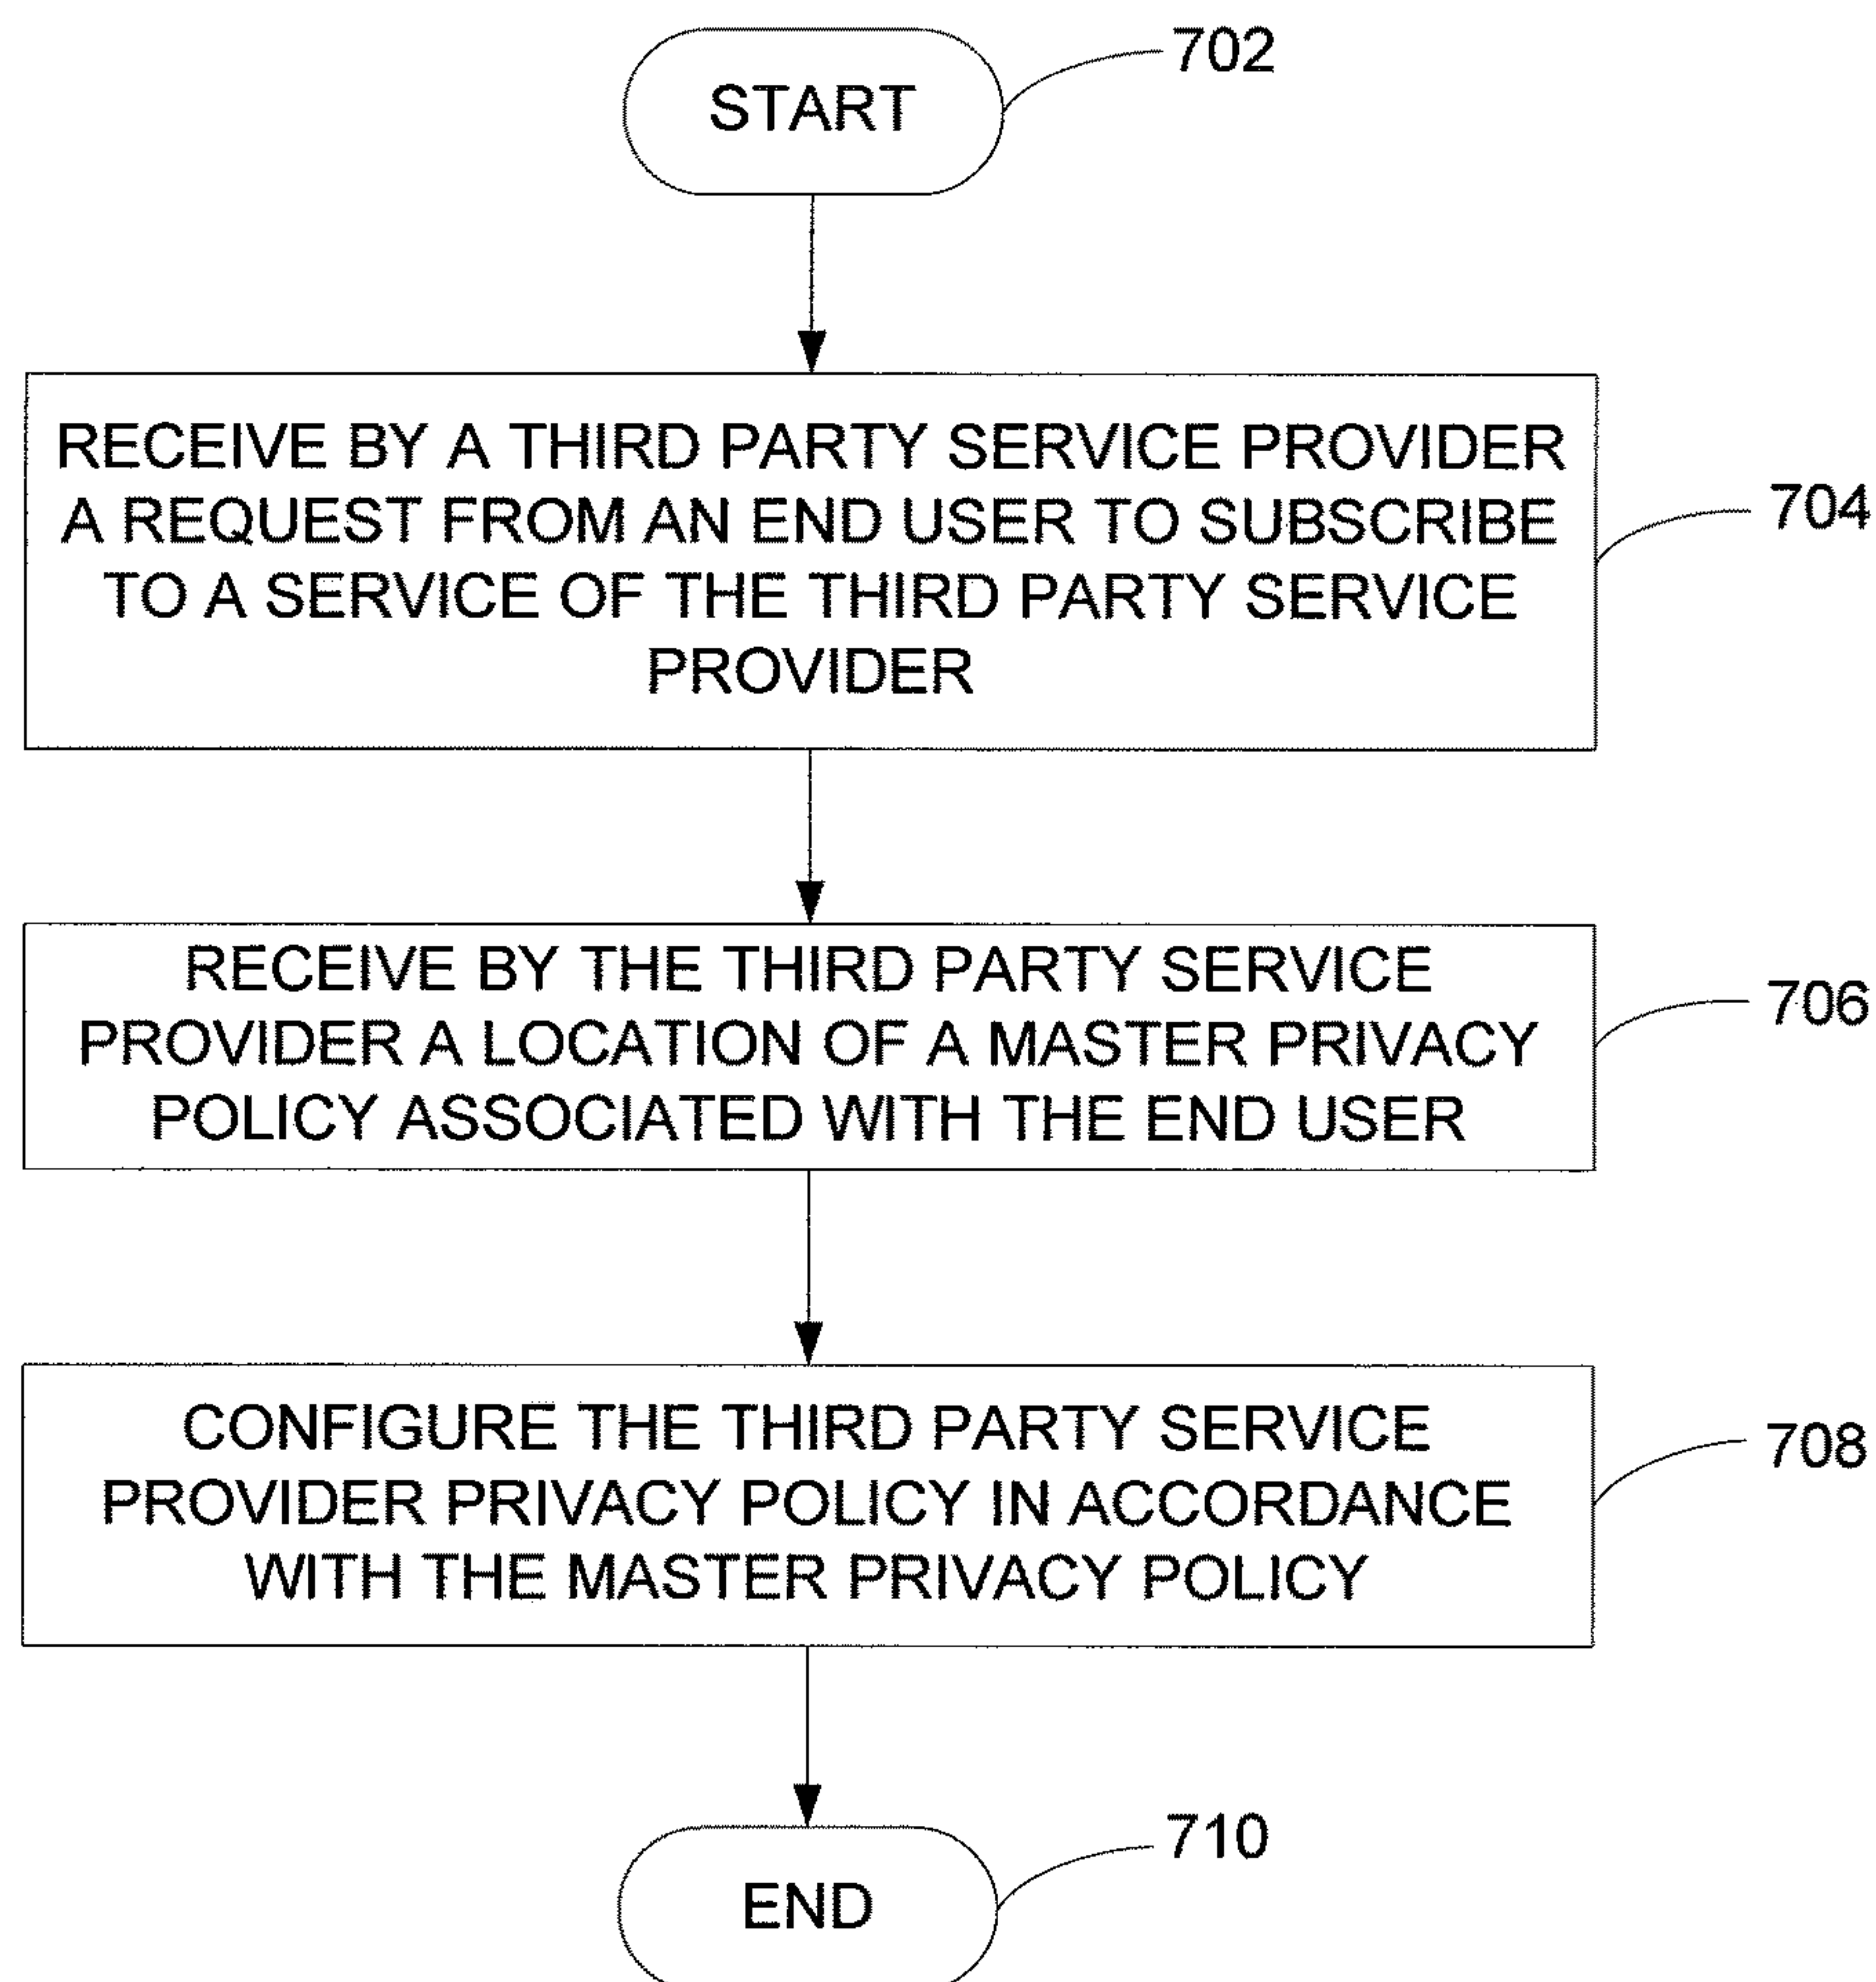 START
702
RECEIVE BY A THIRD PARTY SERVICE PROVIDER
A REQUEST FROM AN END USER TO SUBSCRIBE
TO A SERVICE OF THE THIRD PARTY SERVICE
PROVIDER
704
RECEIVE BY THE THIRD PARTY SERVICE
PROVIDER A LOCATION OF A MASTER PRIVACY
POLICY ASSOCIATED WITH THE END USER
706
CONFIGURE THE THIRD PARTY SERVICE
PROVIDER PRIVACY POLICY IN ACCORDANCE
WITH THE MASTER PRIVACY POLICY
708
END
710